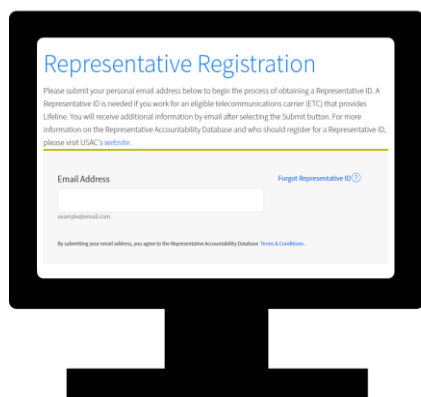 Representative Registration
Please submit your personal email address below to begin the process of obtaining a Representative ID. A
Representative ID is needed if you work for an eligible telecommunications carrier (ETC) that provides
Lifeline. You will receive additional information by email after selecting the Submit button. For more
information on the Representative Accountability Database and who should register for a Representative ID,
please visit USAC's website.
Email Address
Forgot Representative ID ?
example@email.com
By submitting your email address, you agree to the Representative Accountability Database Terms & Conditions.